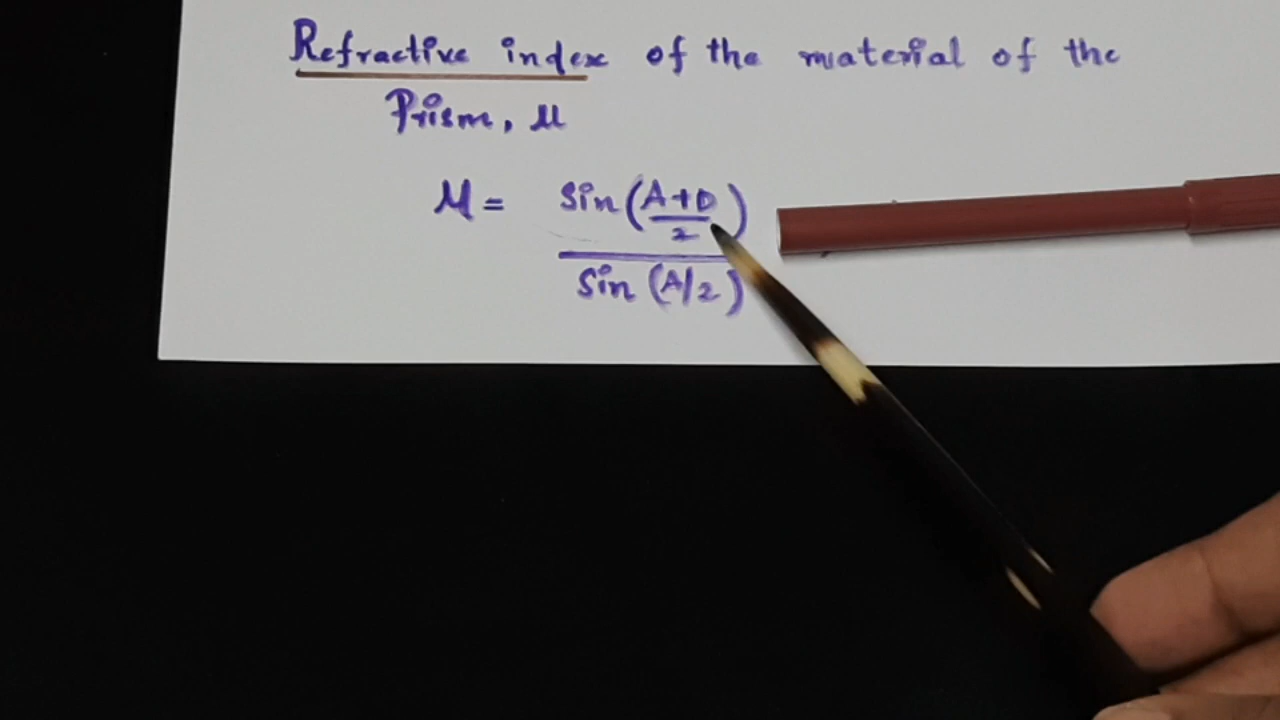 Refractive index of the material of the
Prism, μ
μ = sin(A+D/2)
sin (A/2)